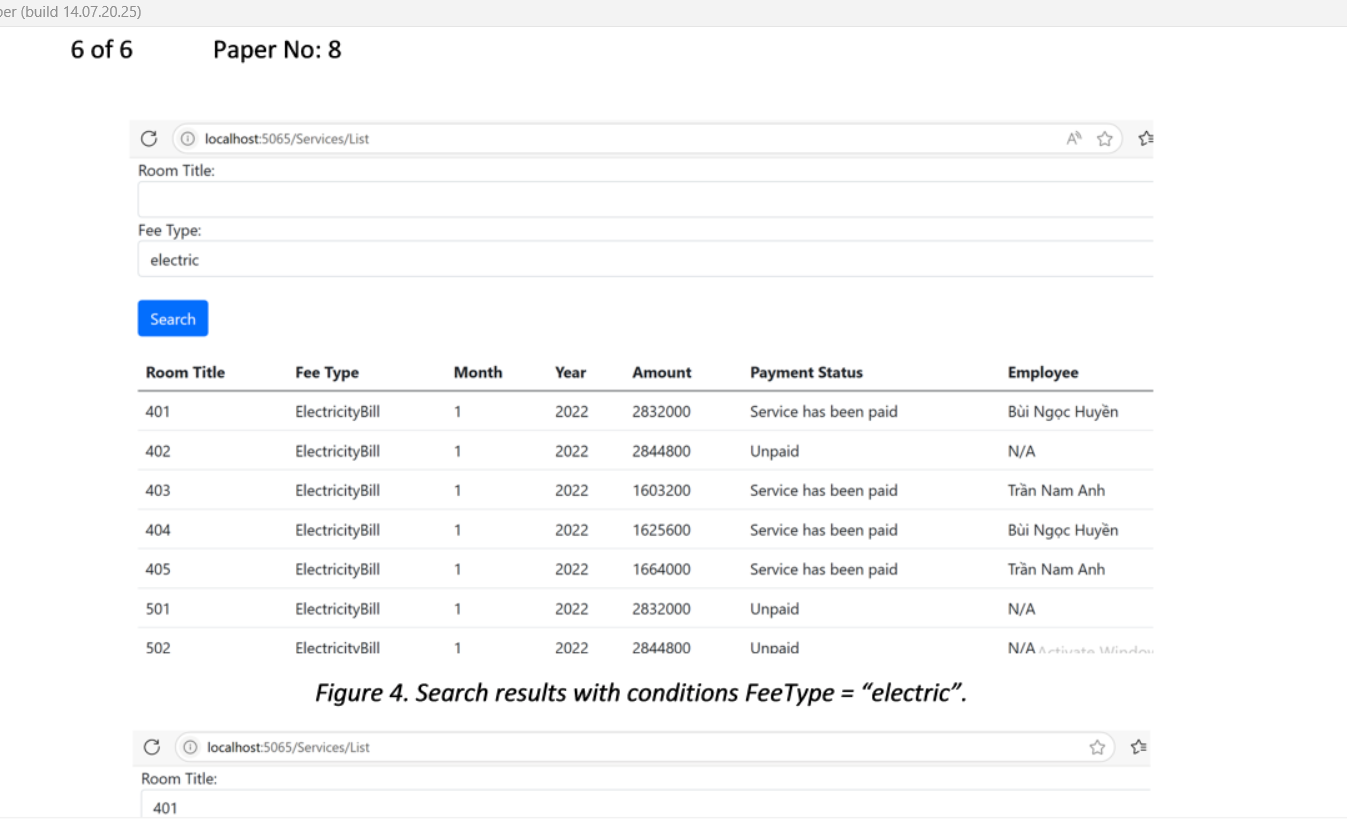 per (build 14.07.20.25)
6 of 6 Paper No: 8
localhost:5065/Services/List
Room Title:
Fee Type:
electric
Search
Room Title Fee Type Month Year Amount Payment Status Employee
401 ElectricityBill 1 2022 2832000 Service has been paid Bùi Ngọc Huyền
402 ElectricityBill 1 2022 2844800 Unpaid N/A
403 ElectricityBill 1 2022 1603200 Service has been paid Trần Nam Anh
404 ElectricityBill 1 2022 1625600 Service has been paid Bùi Ngọc Huyền
405 ElectricityBill 1 2022 1664000 Service has been paid Trần Nam Anh
501 ElectricityBill 1 2022 2832000 Unpaid N/A
502 ElectricityBill 1 2022 2844800 Unpaid N/A
Activate Window
Figure 4. Search results with conditions FeeType = “electric”.
localhost:5065/Services/List
Room Title:
401